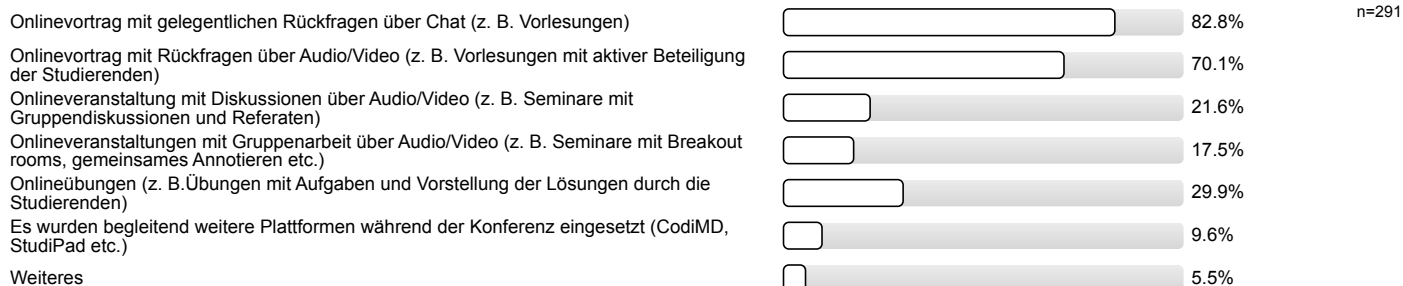 Onlinevortrag mit gelegentlichen Rückfragen über Chat (z. B. Vorlesungen) 82.8% n=291
Onlinevortrag mit Rückfragen über Audio/Video (z. B. Vorlesungen mit aktiver Beteiligung
der Studierenden) 70.1%
Onlineveranstaltung mit Diskussionen über Audio/Video (z. B. Seminare mit
Gruppendiskussionen und Referaten) 21.6%
Onlineveranstaltungen mit Gruppenarbeit über Audio/Video (z. B. Seminare mit Breakout
rooms, gemeinsames Annotieren etc.) 17.5%
Onlineübungen (z. B.Übungen mit Aufgaben und Vorstellung der Lösungen durch die
Studierenden) 29.9%
Es wurden begleitend weitere Plattformen während der Konferenz eingesetzt (CodiMD,
StudiPad etc.) 9.6%
Weiteres 5.5%